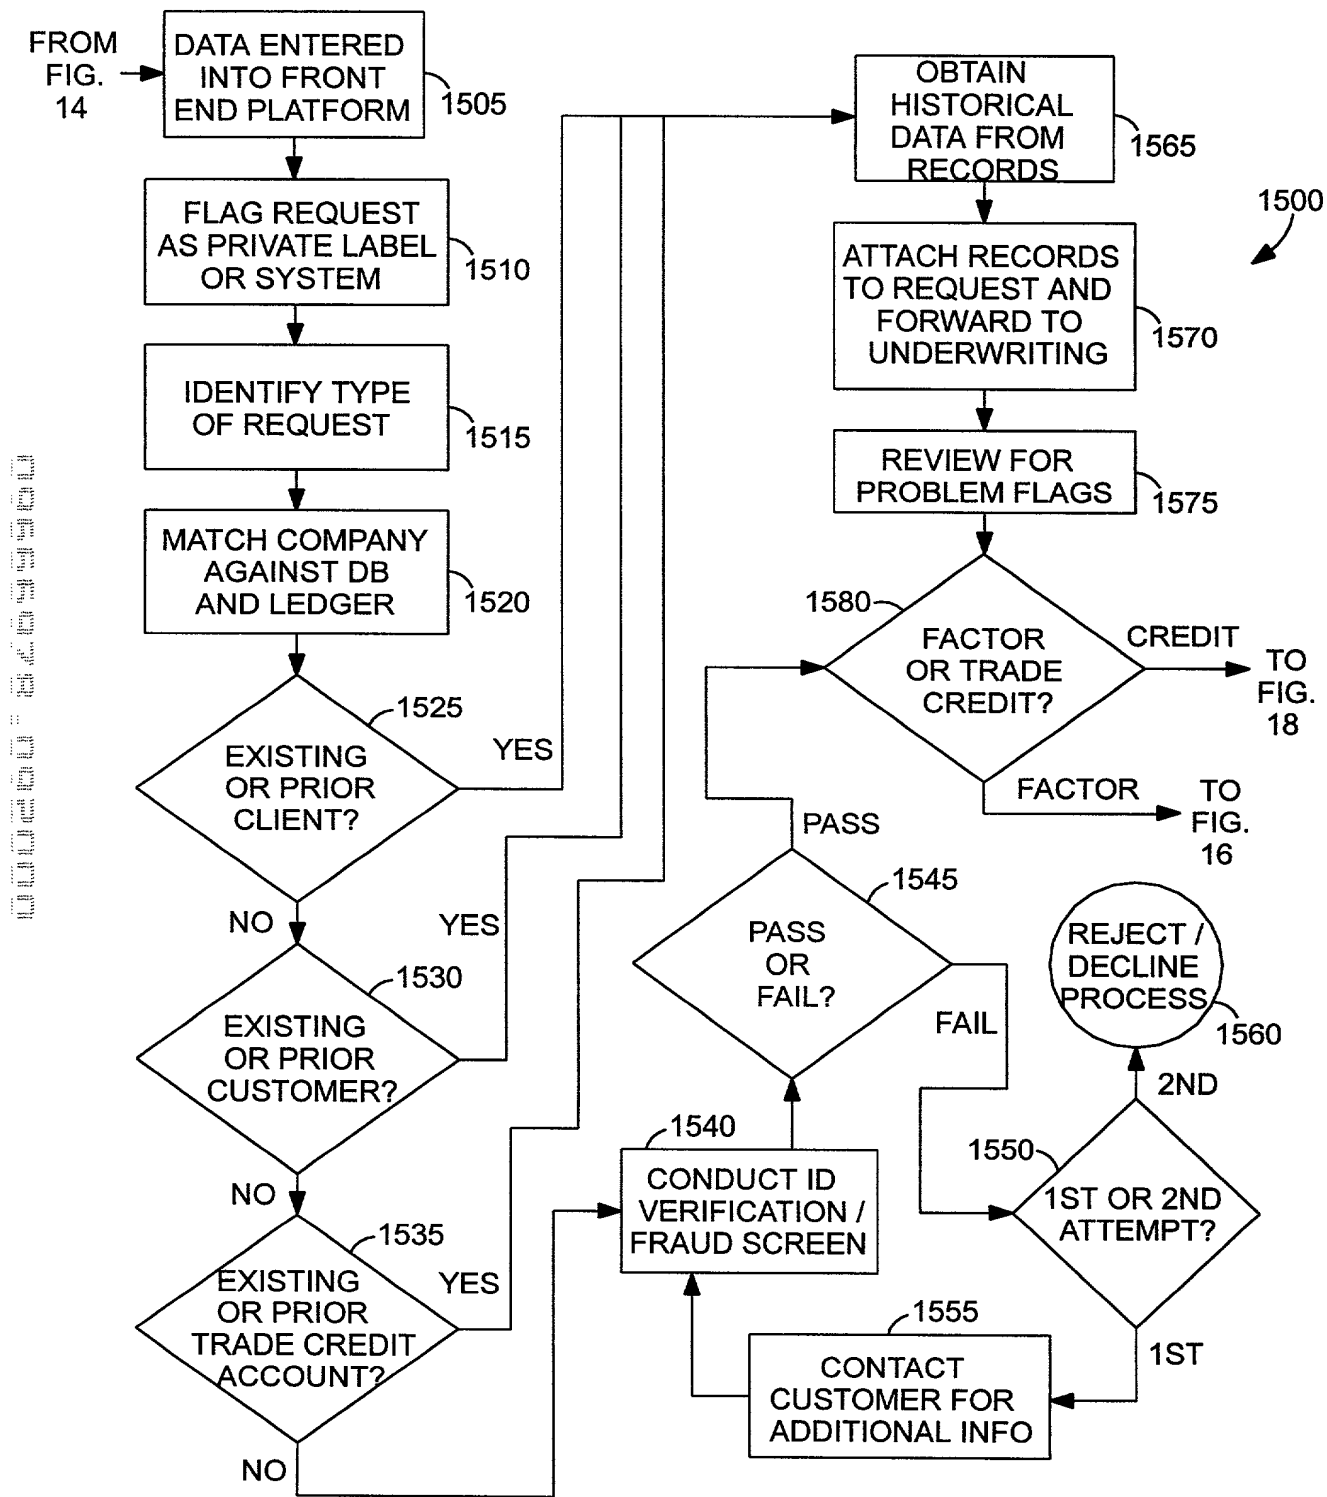 FROM
FIG.
14
DATA ENTERED
INTO FRONT
END PLATFORM
1505
FLAG REQUEST
AS PRIVATE LABEL
OR SYSTEM
1510
IDENTIFY TYPE
OF REQUEST
1515
MATCH COMPANY
AGAINST DB
AND LEDGER
1520
1525
EXISTING
OR PRIOR
CLIENT?
YES
NO
1530
EXISTING
OR PRIOR
CUSTOMER?
YES
NO
1535
EXISTING
OR PRIOR
TRADE CREDIT
ACCOUNT?
YES
NO
OBTAIN
HISTORICAL
DATA FROM
RECORDS
1565
1500
ATTACH RECORDS
TO REQUEST AND
FORWARD TO
UNDERWRITING
1570
REVIEW FOR
PROBLEM FLAGS
1575
1580
FACTOR
OR TRADE
CREDIT?
CREDIT
TO
FIG.
18
FACTOR
TO
FIG.
16
PASS
1545
PASS
OR
FAIL?
FAIL
REJECT /
DECLINE
PROCESS
1560
2ND
1540
CONDUCT ID
VERIFICATION /
FRAUD SCREEN
1550
1ST OR 2ND
ATTEMPT?
1ST
1555
CONTACT
CUSTOMER FOR
ADDITIONAL INFO